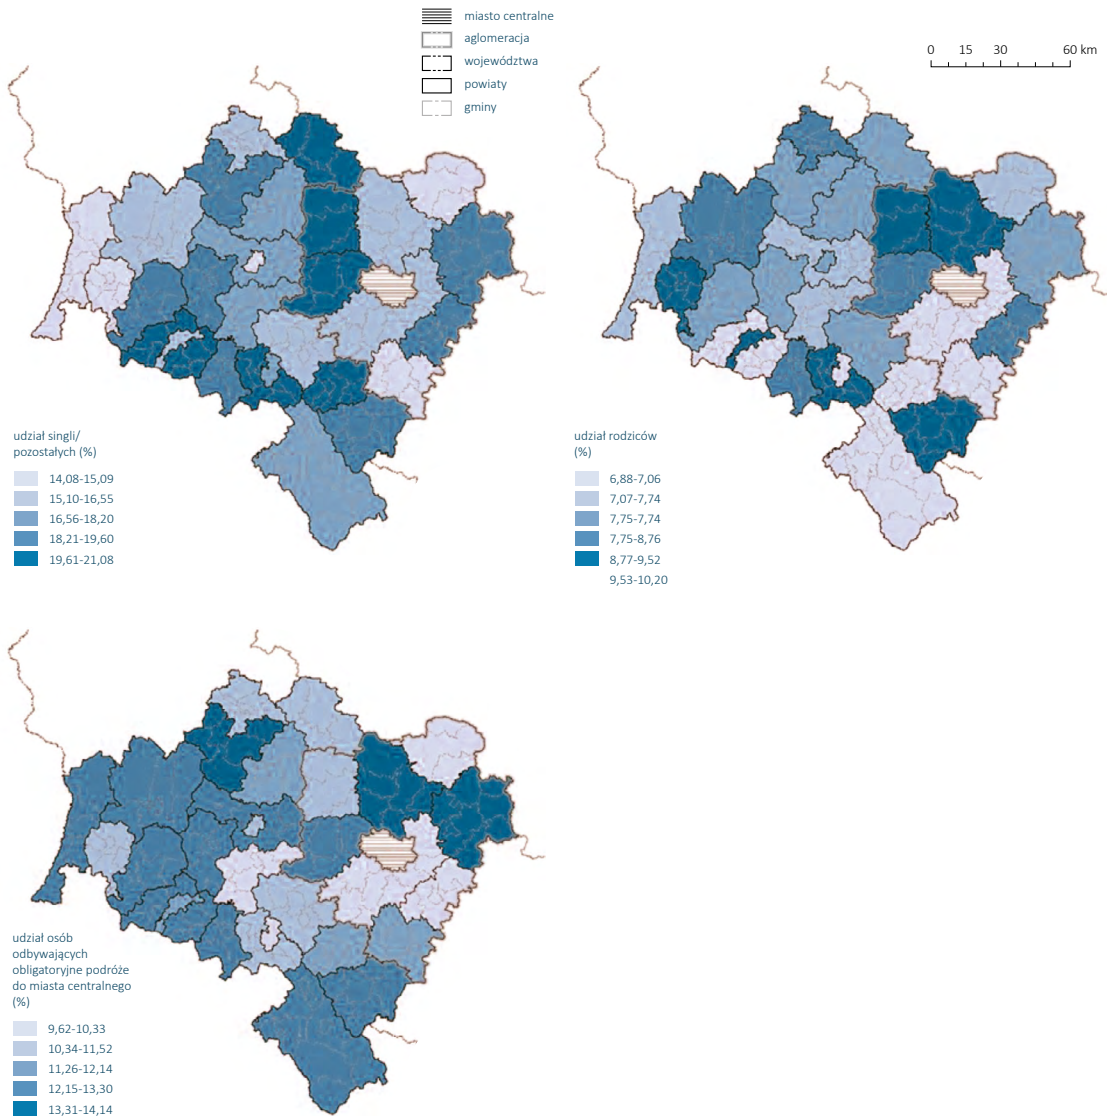 miasto centralne
aglomeracja
województwa
powiaty
gminy
0 15 30 60 km
udział singli/
pozostałych (%)
14,08-15,09
15,10-16,55
16,56-18,20
18,21-19,60
19,61-21,08
udział rodziców
(%)
6,88-7,06
7,07-7,74
7,75-7,74
7,75-8,76
8,77-9,52
9,53-10,20
udział osób
odbywających
obligatoryjne podróże
do miasta centralnego
(%)
9,62-10,33
10,34-11,52
11,26-12,14
12,15-13,30
13,31-14,14